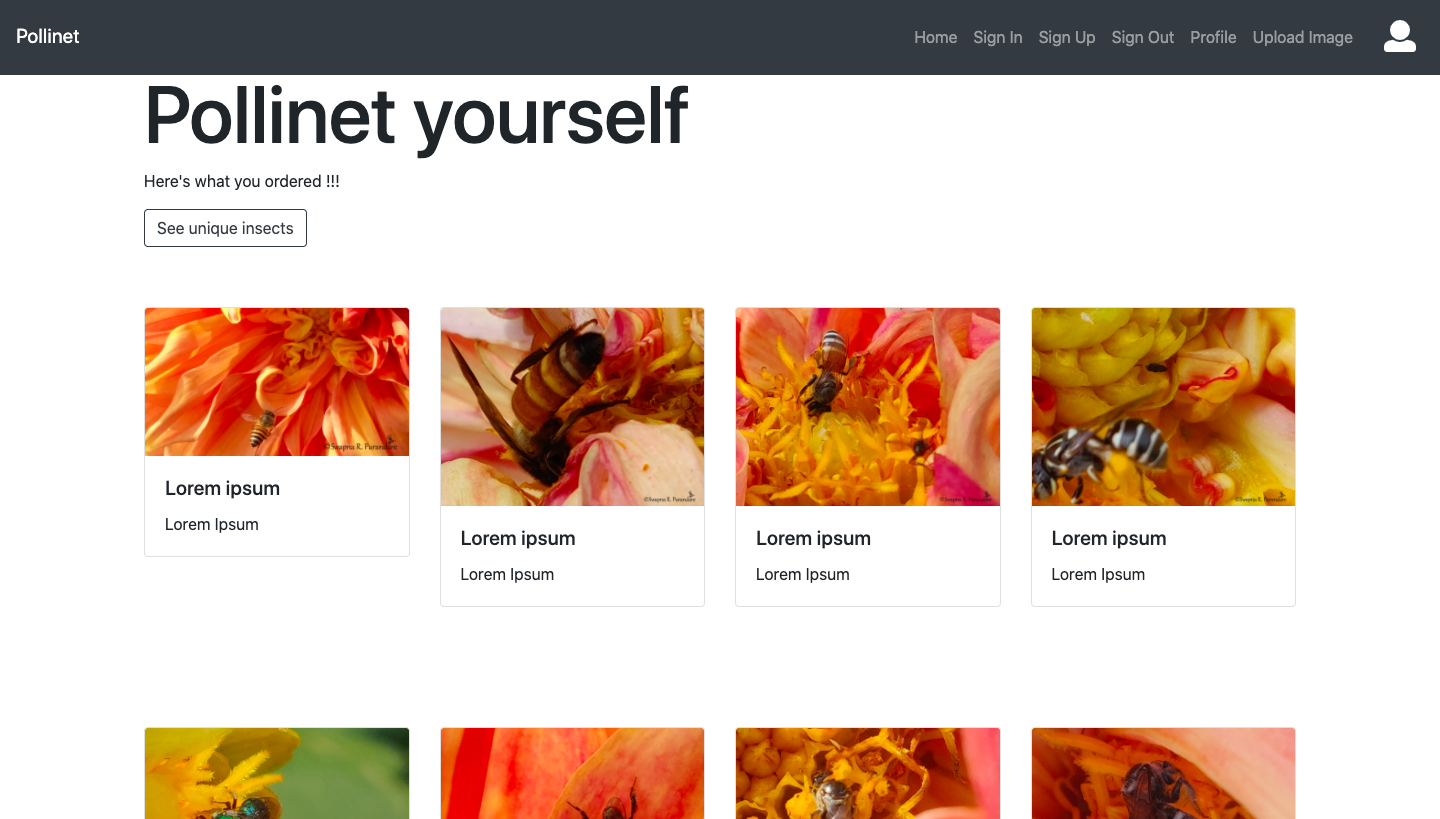 Pollinet
Home Sign In Sign Up Sign Out Profile Upload Image
Pollinet yourself
Here's what you ordered !!!
See unique insects
©Swapna R. Purandare
©Swapna R. Purandare
©Swapna R. Purandare
©Swapna R. Purandare
Lorem ipsum
Lorem Ipsum
Lorem ipsum
Lorem Ipsum
Lorem ipsum
Lorem Ipsum
Lorem ipsum
Lorem Ipsum